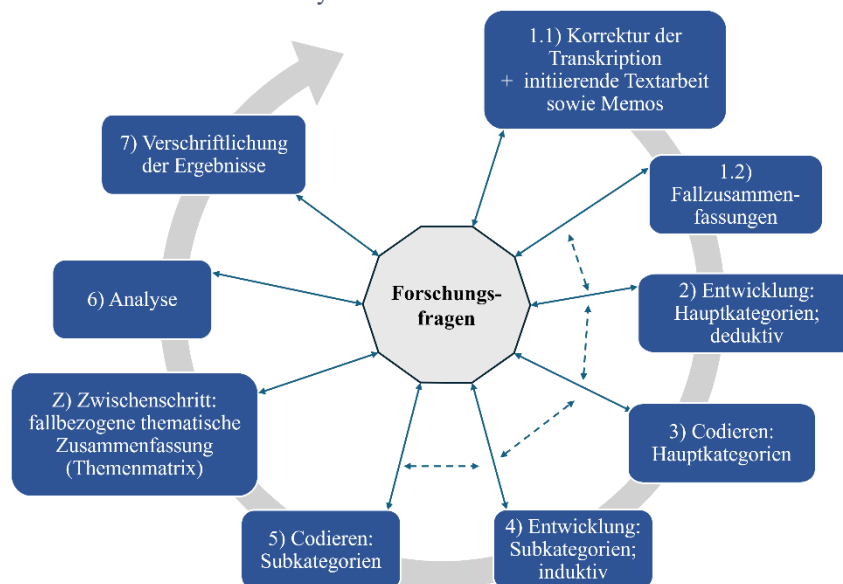 1.1) Korrektur der
Transkription
+ initiierende Textarbeit
sowie Memos
1.2)
Fallzusammen-
fassungen
2) Entwicklung:
Hauptkategorien;
deduktiv
3) Codieren:
Hauptkategorien
4) Entwicklung:
Subkategorien;
induktiv
5) Codieren:
Subkategorien
Z) Zwischenschritt:
fallbezogene thematische
Zusammenfassung
(Themenmatrix)
6) Analyse
7) Verschriftlichung
der Ergebnisse
Forschungs-
fragen